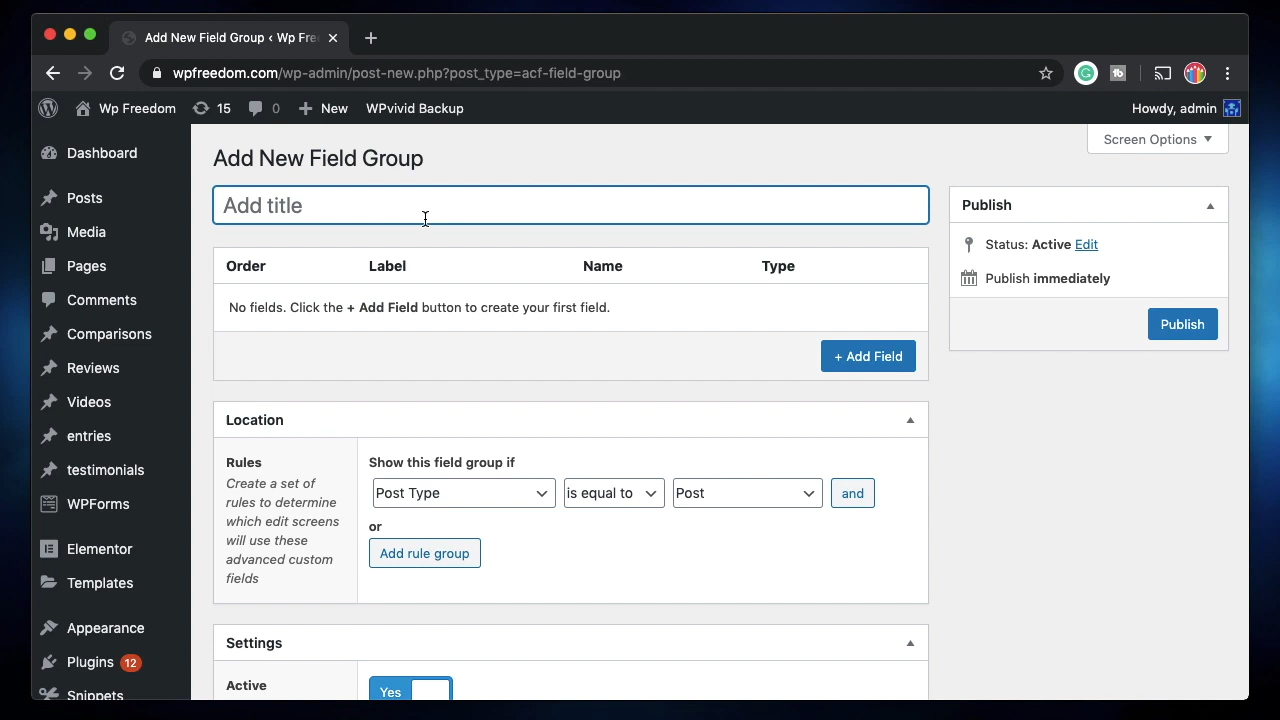 Add New Field Group ‹ Wp Fre
wpfreedom.com/wp-admin/post-new.php?post_type=acf-field-group
Wp Freedom 15 0 New WPvivid Backup Howdy, admin
Screen Options
Dashboard
Posts
Media
Pages
Comments
Comparisons
Reviews
Videos
entries
testimonials
WPForms
Elementor
Templates
Appearance
Plugins 12
Snippets
Add New Field Group
Add title
Order Label Name Type
No fields. Click the + Add Field button to create your first field.
+ Add Field
Location
Rules
Create a set of
rules to determine
which edit screens
will use these
advanced custom
fields
Show this field group if
Post Type is equal to Post and
or
Add rule group
Settings
Active
Yes
Publish
Status: Active Edit
Publish immediately
Publish